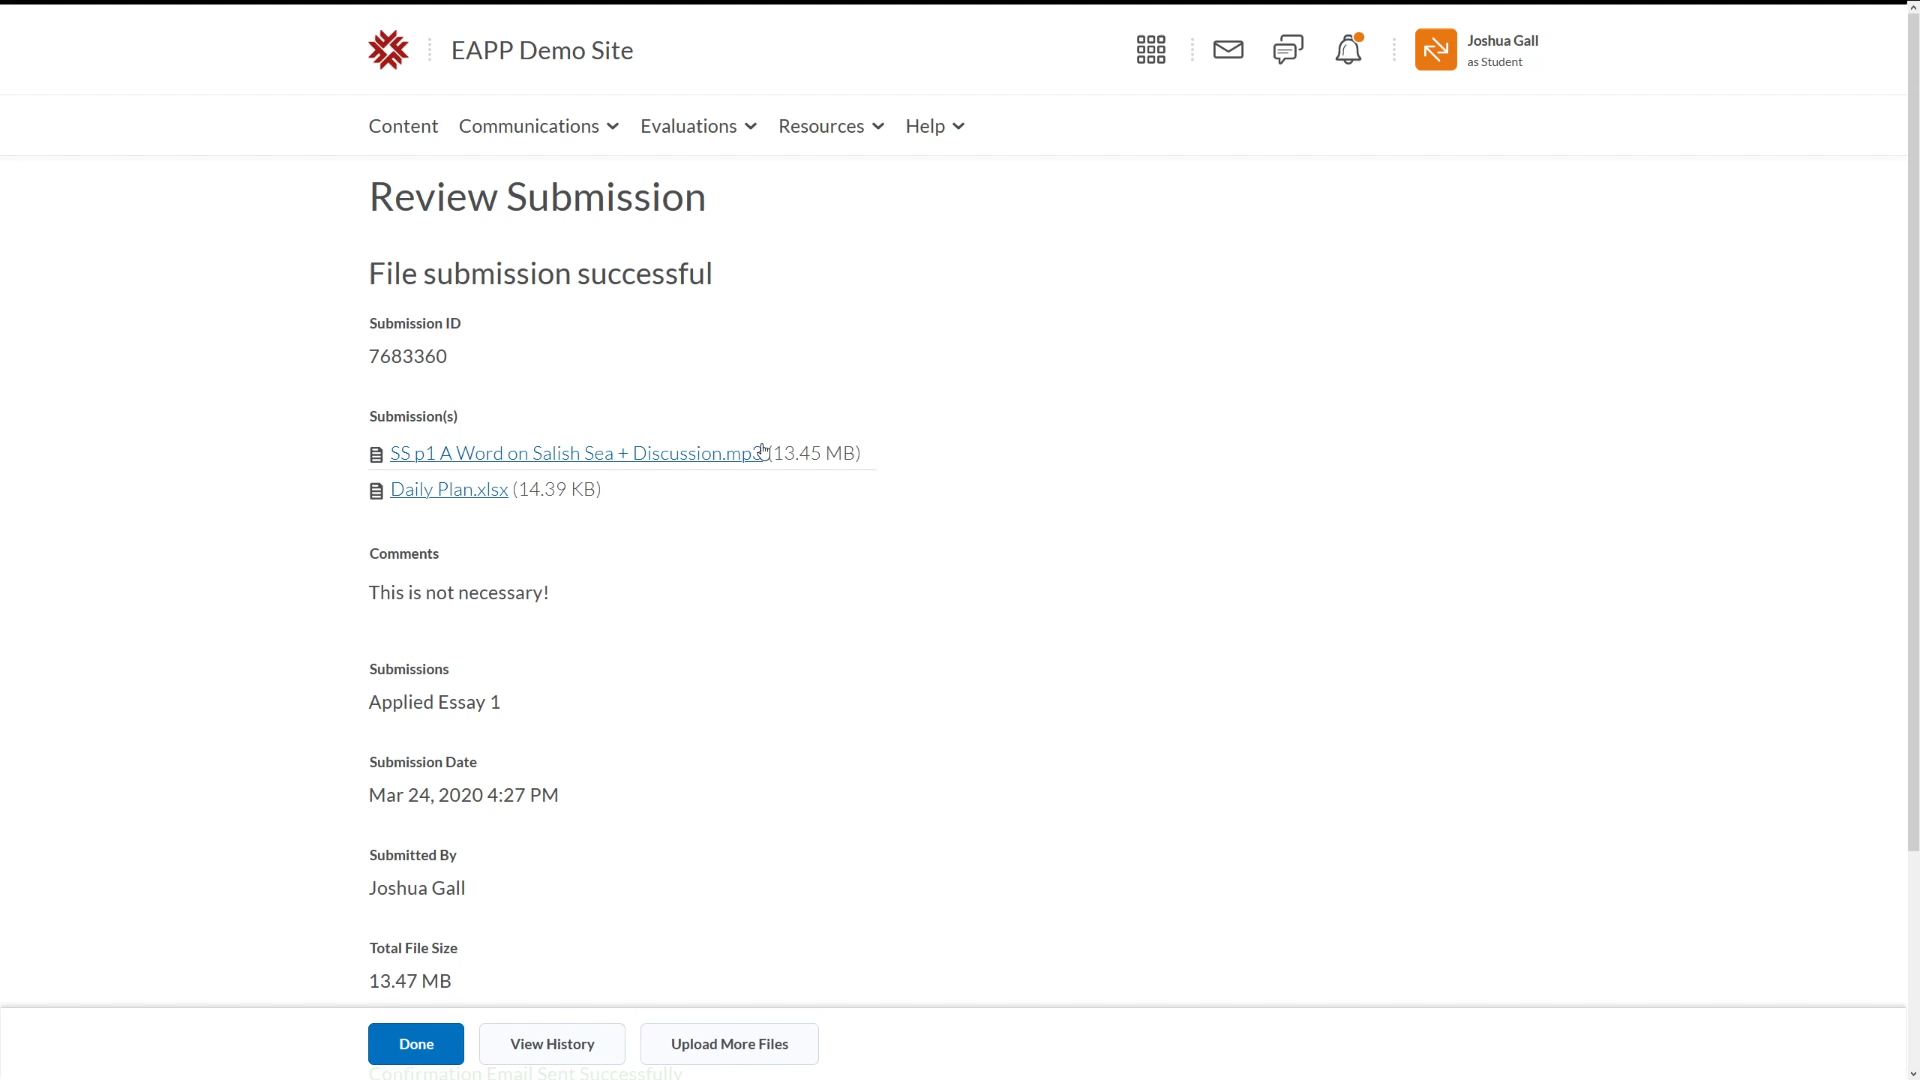 EAPP Demo Site
Joshua Gall
as Student
Content Communications Evaluations Resources Help
Review Submission
File submission successful
Submission ID
7683360
Submission(s)
SS p1 A Word on Salish Sea + Discussion.mp3 (13.45 MB)
Daily Plan.xlsx (14.39 KB)
Comments
This is not necessary!
Submissions
Applied Essay 1
Submission Date
Mar 24, 2020 4:27 PM
Submitted By
Joshua Gall
Total File Size
13.47 MB
Done View History Upload More Files
Confirmation Email Sent Successfully